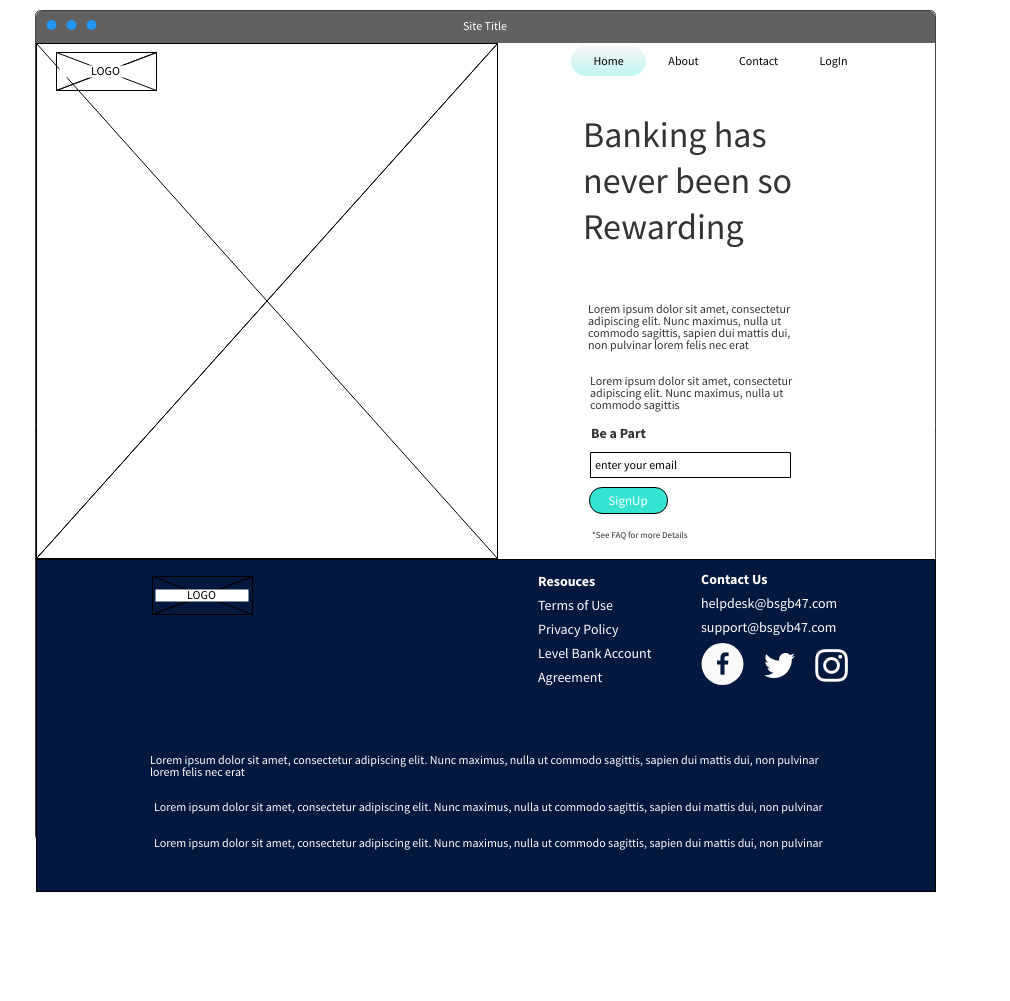 Site Title
LOGO
Home About Contact LogIn
Banking has
never been so
Rewarding
Lorem ipsum dolor sit amet, consectetur
adipiscing elit. Nunc maximus, nulla ut
commodo sagittis, sapien dui mattis dui,
non pulvinar lorem felis nec erat
Lorem ipsum dolor sit amet, consectetur
adipiscing elit. Nunc maximus, nulla ut
commodo sagittis
Be a Part
enter your email
SignUp
*See FAQ for more Details
LOGO
Resouces
Terms of Use
Privacy Policy
Level Bank Account
Agreement
Contact Us
helpdesk@bsgb47.com
support@bsgvb47.com
Lorem ipsum dolor sit amet, consectetur adipiscing elit. Nunc maximus, nulla ut commodo sagittis, sapien dui mattis dui, non pulvinar
lorem felis nec erat
Lorem ipsum dolor sit amet, consectetur adipiscing elit. Nunc maximus, nulla ut commodo sagittis, sapien dui mattis dui, non pulvinar
Lorem ipsum dolor sit amet, consectetur adipiscing elit. Nunc maximus, nulla ut commodo sagittis, sapien dui mattis dui, non pulvinar